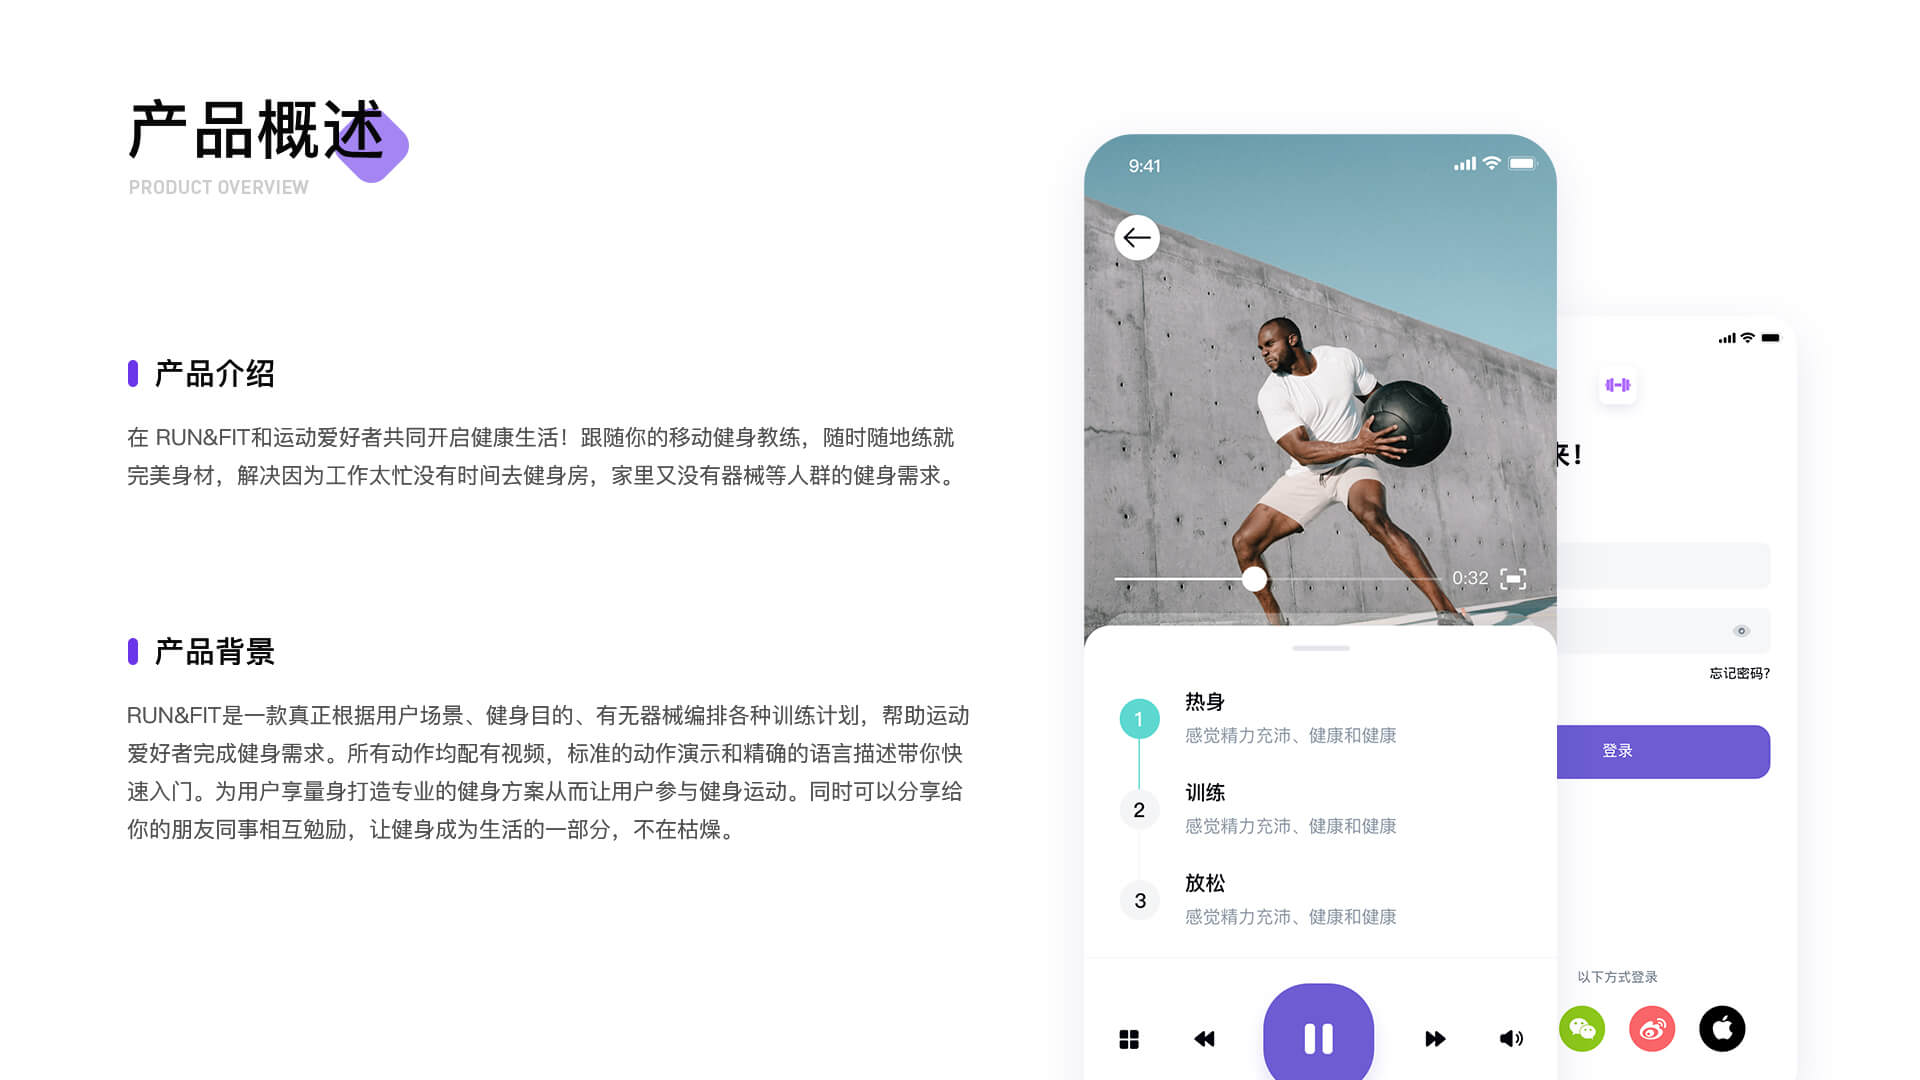 产品概述
PRODUCT OVERVIEW
产品介绍
在 RUN&FIT和运动爱好者共同开启健康生活！跟随你的移动健身教练，随时随地练就
完美身材，解决因为工作太忙没有时间去健身房，家里又没有器械等人群的健身需求。
产品背景
RUN&FIT是一款真正根据用户场景、健身目的、有无器械编排各种训练计划，帮助运动
爱好者完成健身需求。所有动作均配有视频，标准的动作演示和精确的语言描述带你快
速入门。为用户享量身打造专业的健身方案从而让用户参与健身运动。同时可以分享给
你的朋友同事相互勉励，让健身成为生活的一部分，不在枯燥。
9:41
0:32
1
热身
感觉精力充沛、健康和健康
2
训练
感觉精力充沛、健康和健康
3
放松
感觉精力充沛、健康和健康
来！
忘记密码?
登录
以下方式登录